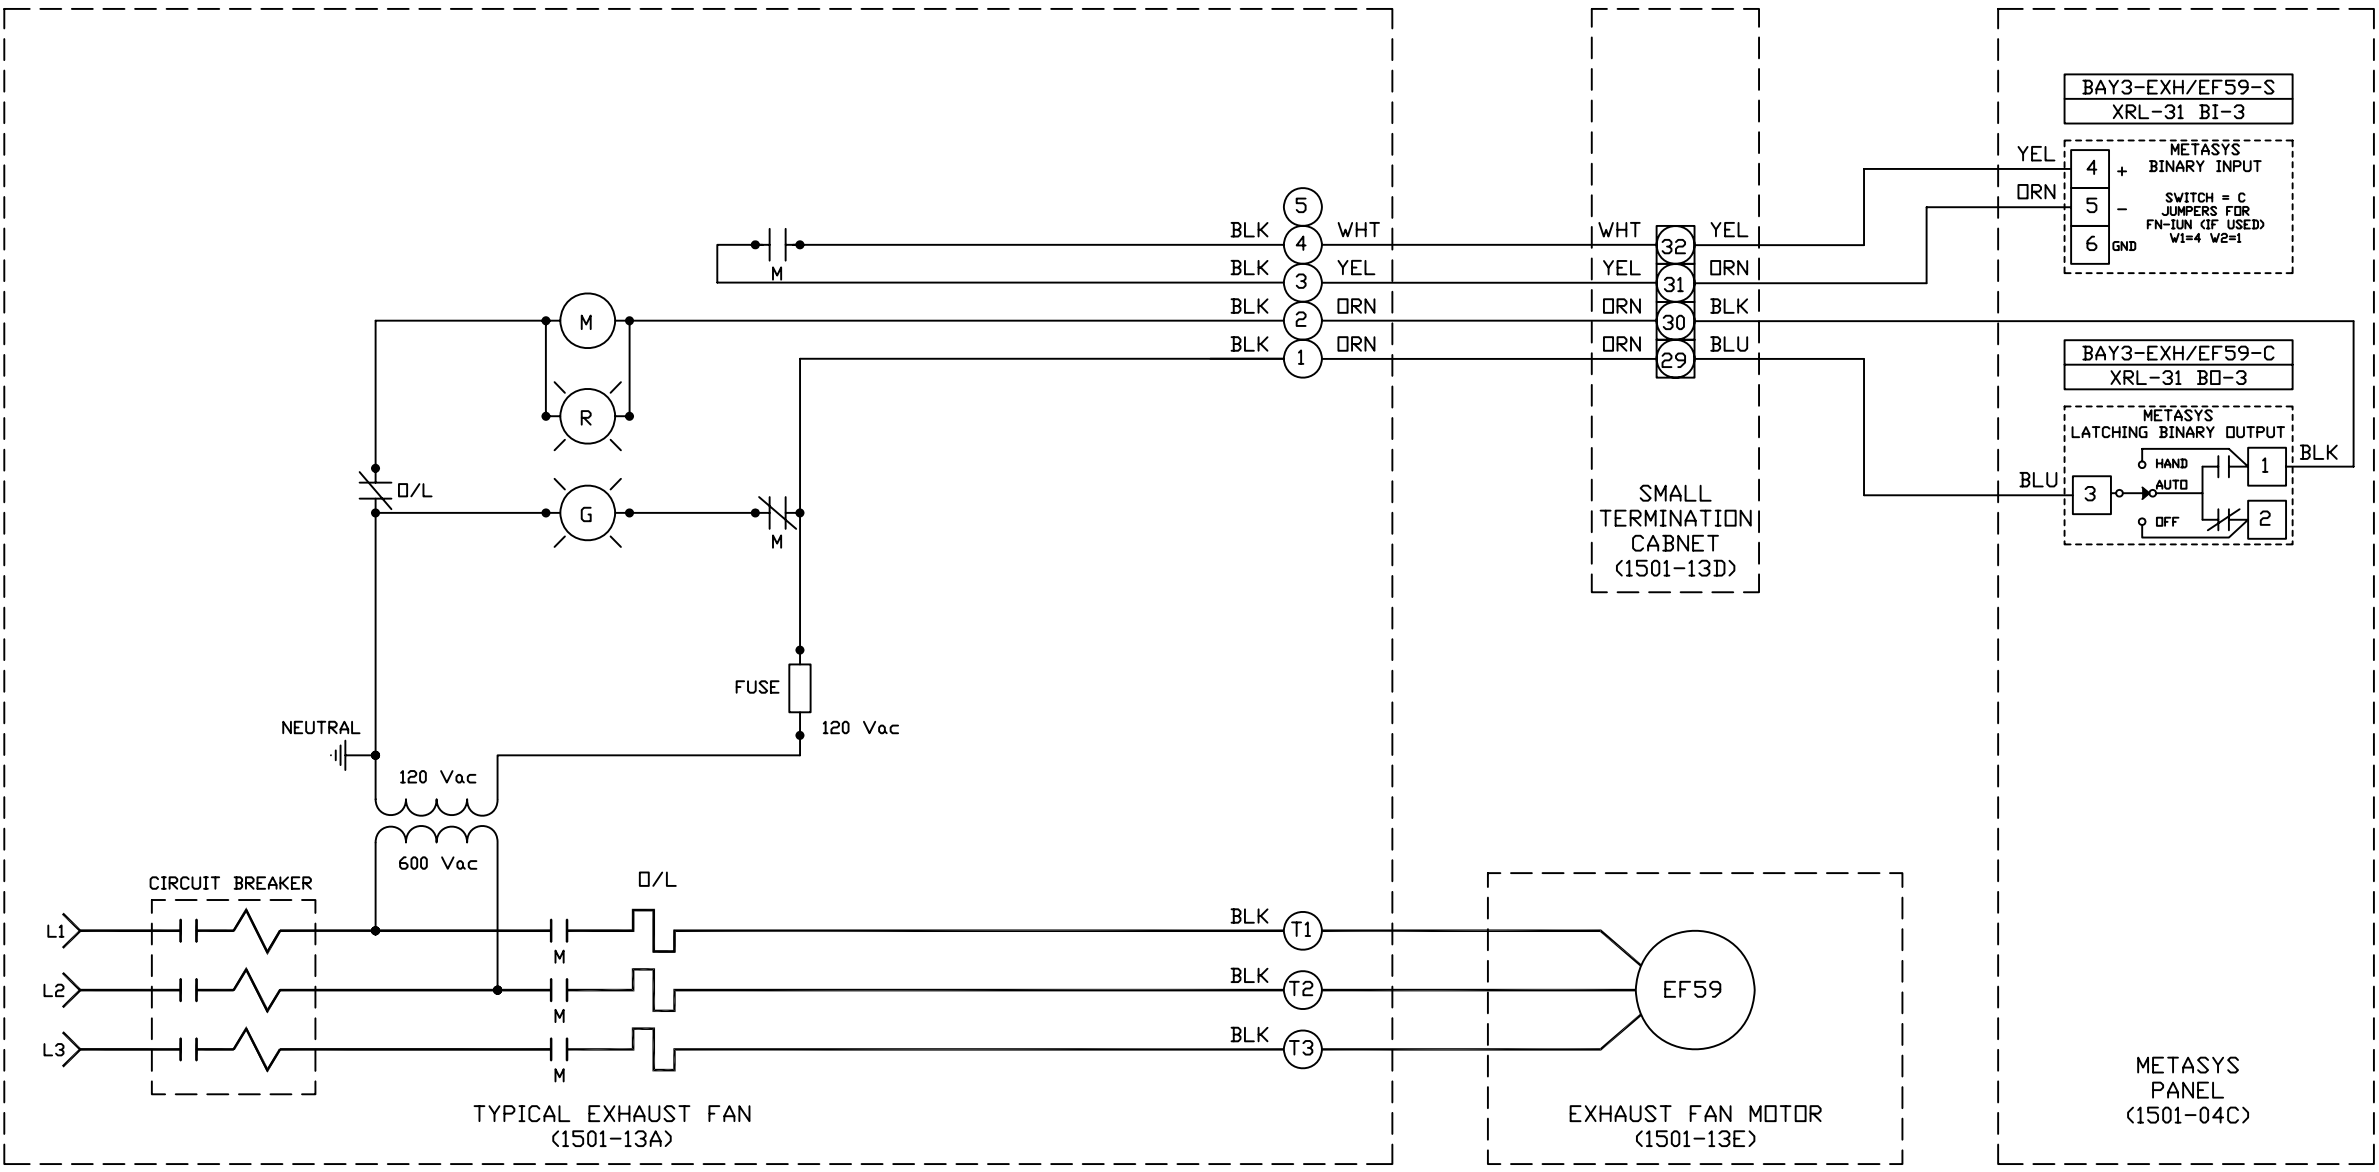 BAY3-EXH/EF59-S
XRL-31 BI-3
METASYS
BINARY INPUT
SWITCH = C
JUMPERS FOR
FN-IUN (IF USED)
W1=4 W2=1
YEL 4 +
ORN 5 -
6 GND
5
BLK 4 WHT WHT 32 YEL
M
BLK 3 YEL YEL 31 ORN
M
BLK 2 ORN ORN 30 BLK
BLK 1 ORN ORN 29 BLU
BAY3-EXH/EF59-C
XRL-31 BO-3
METASYS
LATCHING BINARY OUTPUT
R
HAND
1 BLK
BLU 3
AUTO
OFF
2
O/L
G
M
SMALL
TERMINATION
CABNET
(1501-13D)
FUSE
120 Vac
NEUTRAL
120 Vac
600 Vac
CIRCUIT BREAKER
O/L
L1
M
BLK T1
L2
M
BLK T2
EF59
L3
M
BLK T3
TYPICAL EXHAUST FAN
(1501-13A)
EXHAUST FAN MOTOR
(1501-13E)
METASYS
PANEL
(1501-04C)